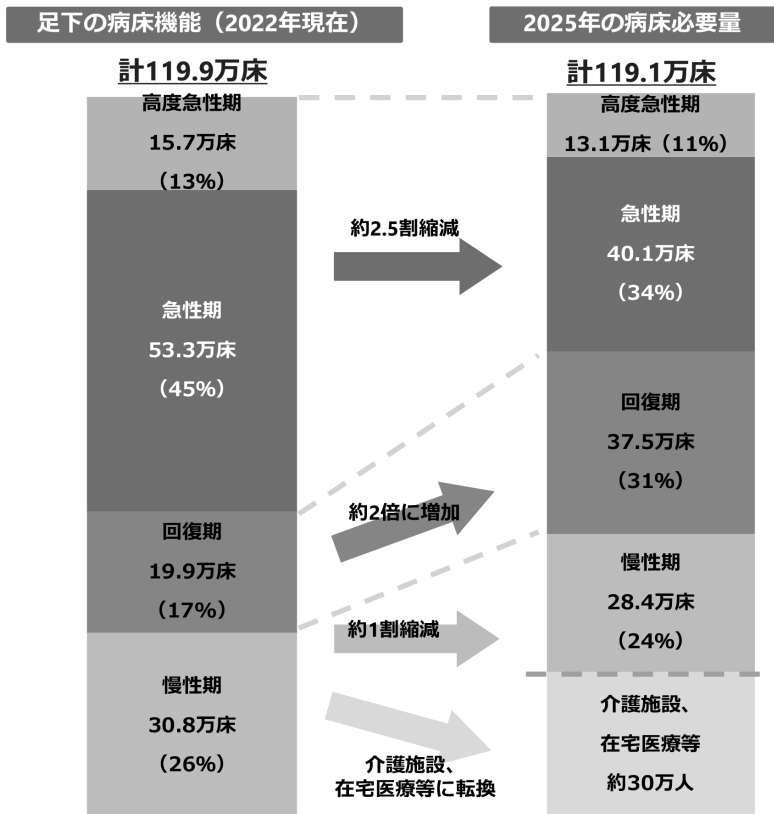 足下の病床機能（2022年現在）
計119.9万床
高度急性期
15.7万床
（13%）
急性期
53.3万床
（45%）
回復期
19.9万床
（17%）
慢性期
30.8万床
（26%）
約2.5割縮減
約2倍に増加
約1割縮減
介護施設、
在宅医療等に転換
2025年の病床必要量
計119.1万床
高度急性期
13.1万床（11%）
急性期
40.1万床
（34%）
回復期
37.5万床
（31%）
慢性期
28.4万床
（24%）
介護施設、
在宅医療等
約30万人